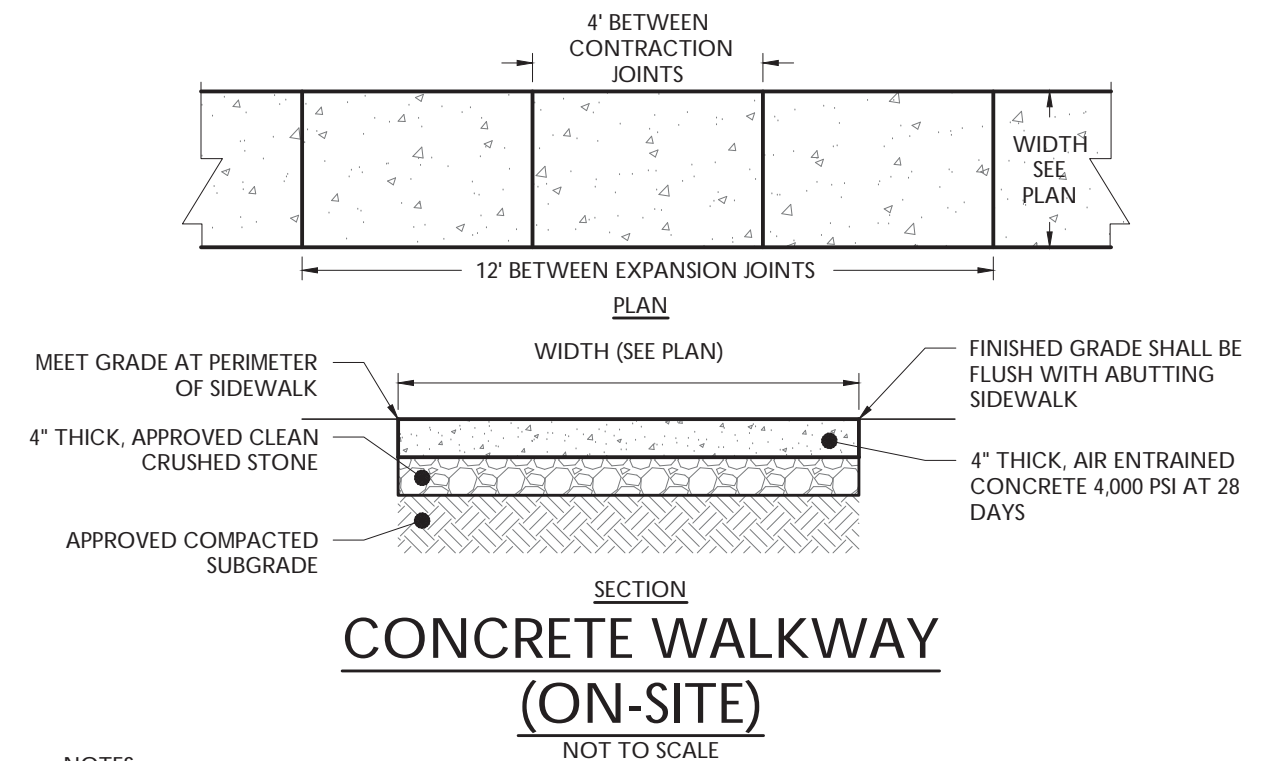 4' BETWEEN
CONTRACTION
JOINTS
WIDTH
SEE
PLAN
12' BETWEEN EXPANSION JOINTS
PLAN
WIDTH (SEE PLAN)
MEET GRADE AT PERIMETER
OF SIDEWALK
FINISHED GRADE SHALL BE
FLUSH WITH ABUTTING
SIDEWALK
4" THICK, APPROVED CLEAN
CRUSHED STONE
4" THICK, AIR ENTRAINED
CONCRETE 4,000 PSI AT 28
DAYS
APPROVED COMPACTED
SUBGRADE
SECTION
CONCRETE WALKWAY
(ON-SITE)
NOT TO SCALE
NOTES